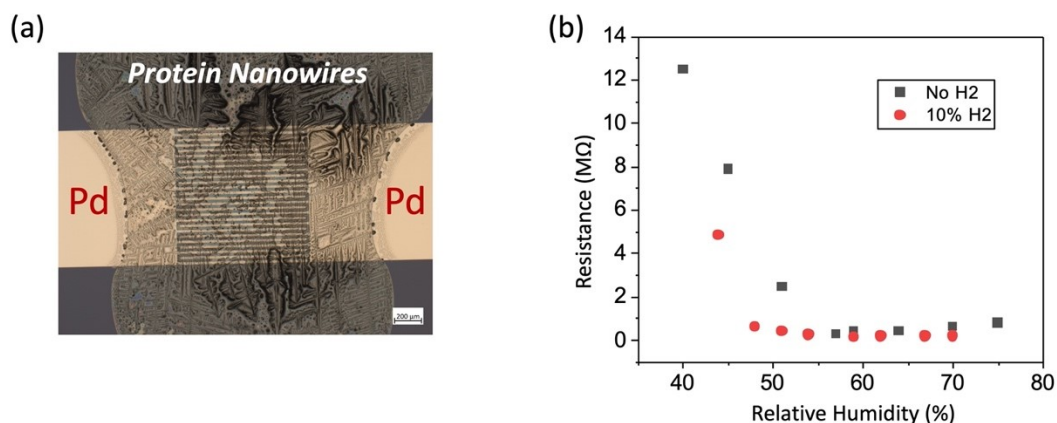 (a)
Protein Nanowires
Pd
Pd
200 µm
(b)
14
12
10
8
6
4
2
0
Resistance (MΩ)
No H2
10% H2
40
50
60
70
80
Relative Humidity (%)